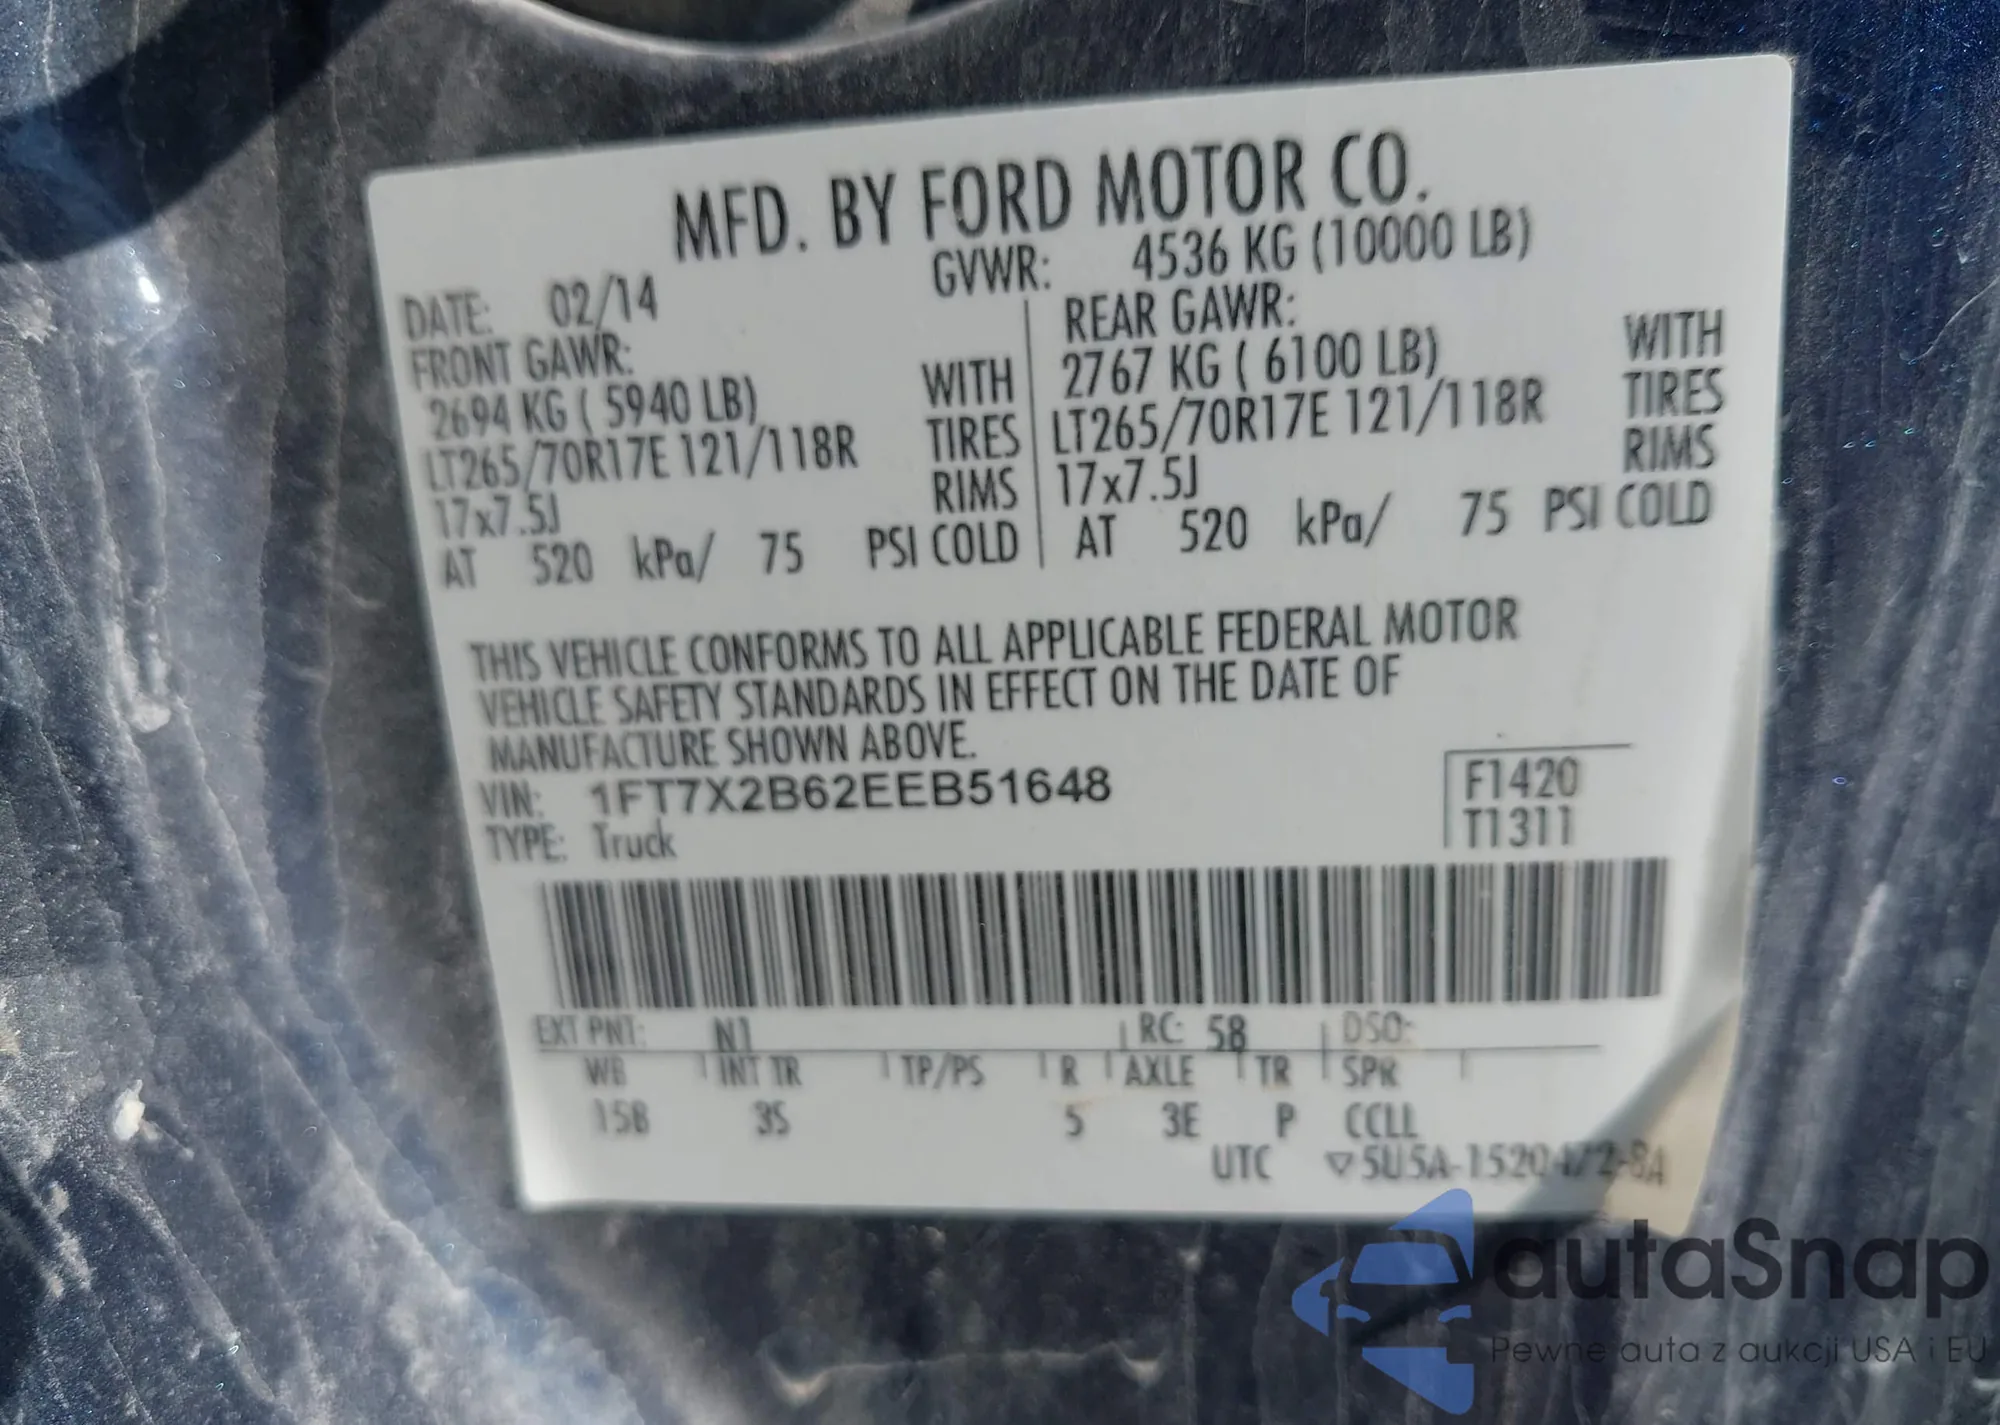 MFD. BY FORD MOTOR CO.
DATE: 02/14 GVWR: 4536 KG (10000 LB)
FRONT GAWR: REAR GAWR:
2694 KG ( 5940 LB) WITH 2767 KG ( 6100 LB) WITH
LT265/70R17E 121/118R TIRES LT265/70R17E 121/118R TIRES
17x7.5J RIMS 17x7.5J RIMS
AT 520 kPa/ 75 PSI COLD AT 520 kPa/ 75 PSI COLD
THIS VEHICLE CONFORMS TO ALL APPLICABLE FEDERAL MOTOR
VEHICLE SAFETY STANDARDS IN EFFECT ON THE DATE OF
MANUFACTURE SHOWN ABOVE.
VIN: 1FT7X2B62EEB51648 F1420
TYPE: Truck T1311
EXT PNT: N1 RC: 58 DSO:
WB INT TR TP/PS R AXLE TR SPR
158 3S 5 3E P CCLL
UTC ▽5U5A-1520472-8A
autaSnap
Pewne auta z aukcji USA i EU